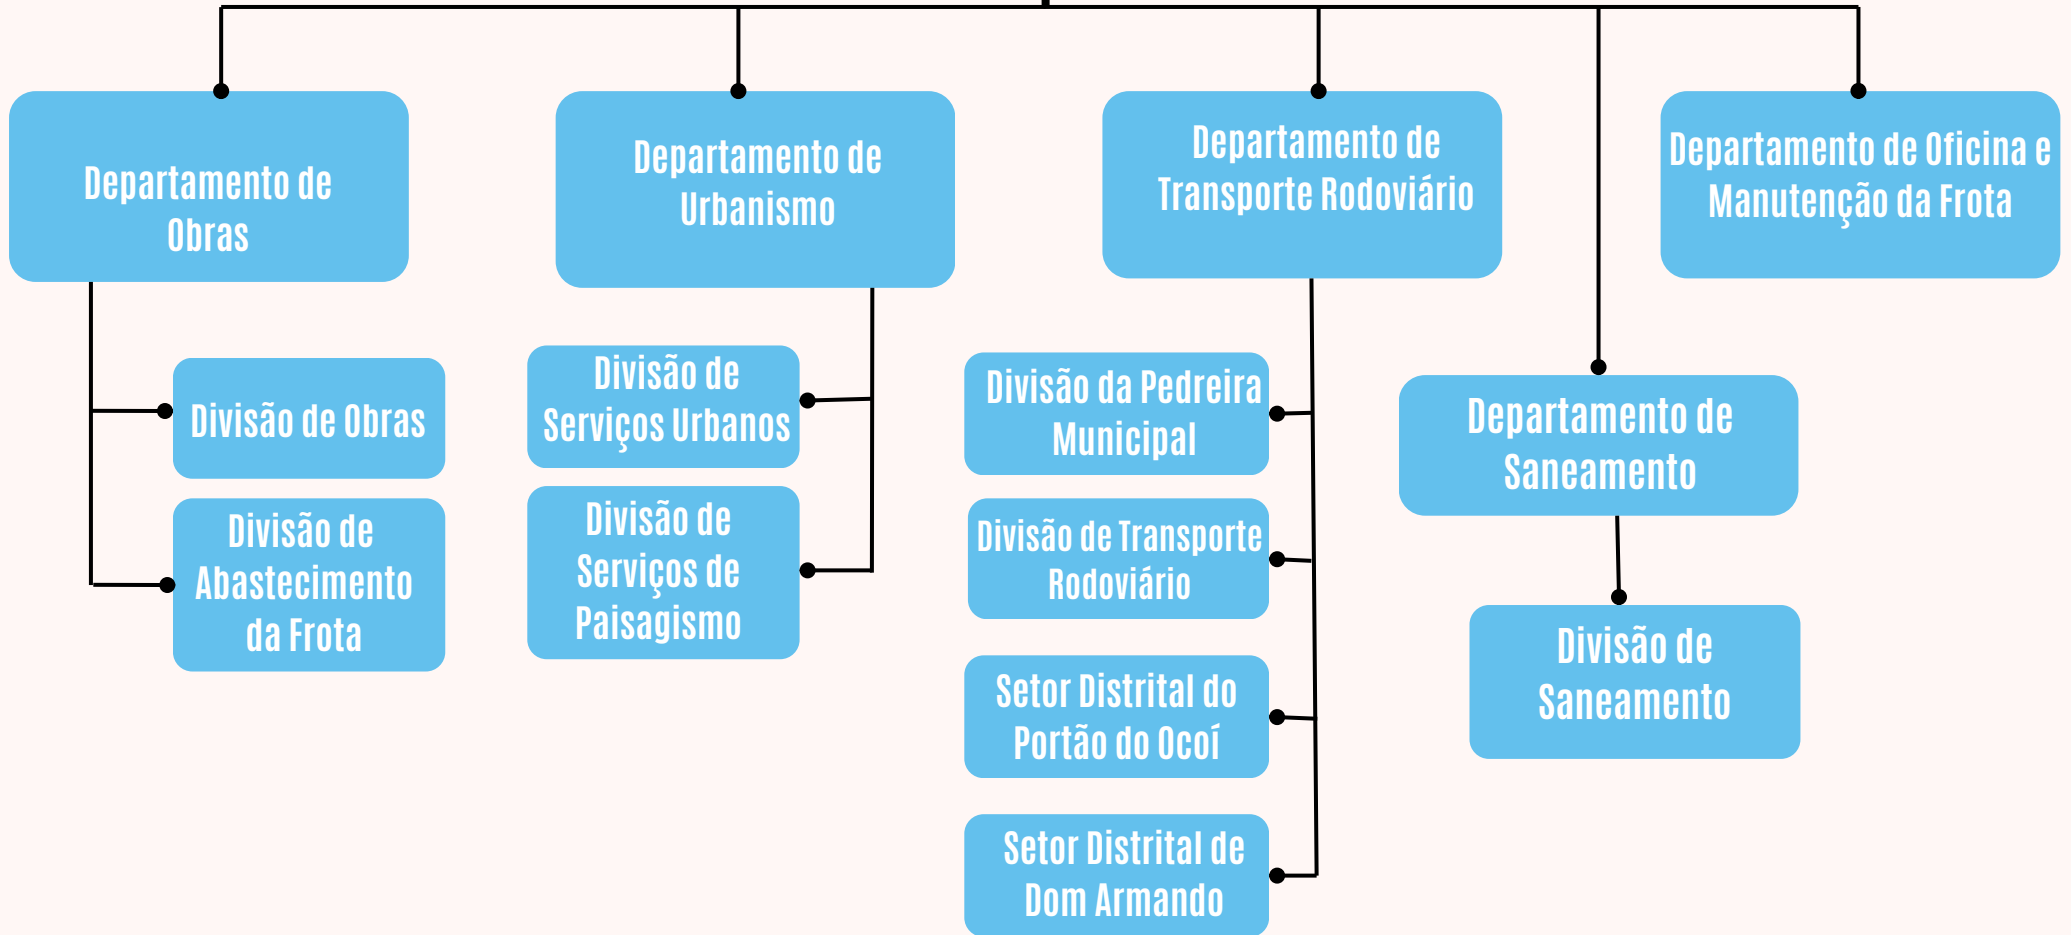 Departamento de
Obras
Departamento de
Urbanismo
Departamento de
Transporte Rodoviário
Departamento de Oficina e
Manutenção da Frota
Divisão de Obras
Divisão de
Abastecimento
da Frota
Divisão de
Serviços Urbanos
Divisão de
Serviços de
Paisagismo
Divisão da Pedreira
Municipal
Divisão de Transporte
Rodoviário
Setor Distrital do
Portão do Ocoí
Setor Distrital de
Dom Armando
Departamento de
Saneamento
Divisão de
Saneamento